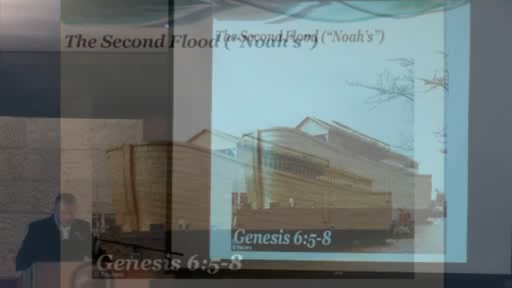 The Second Flood ("Noah's")
The Second Flood ("Noah's")
Genesis 6:5-8
Genesis 6:5-8